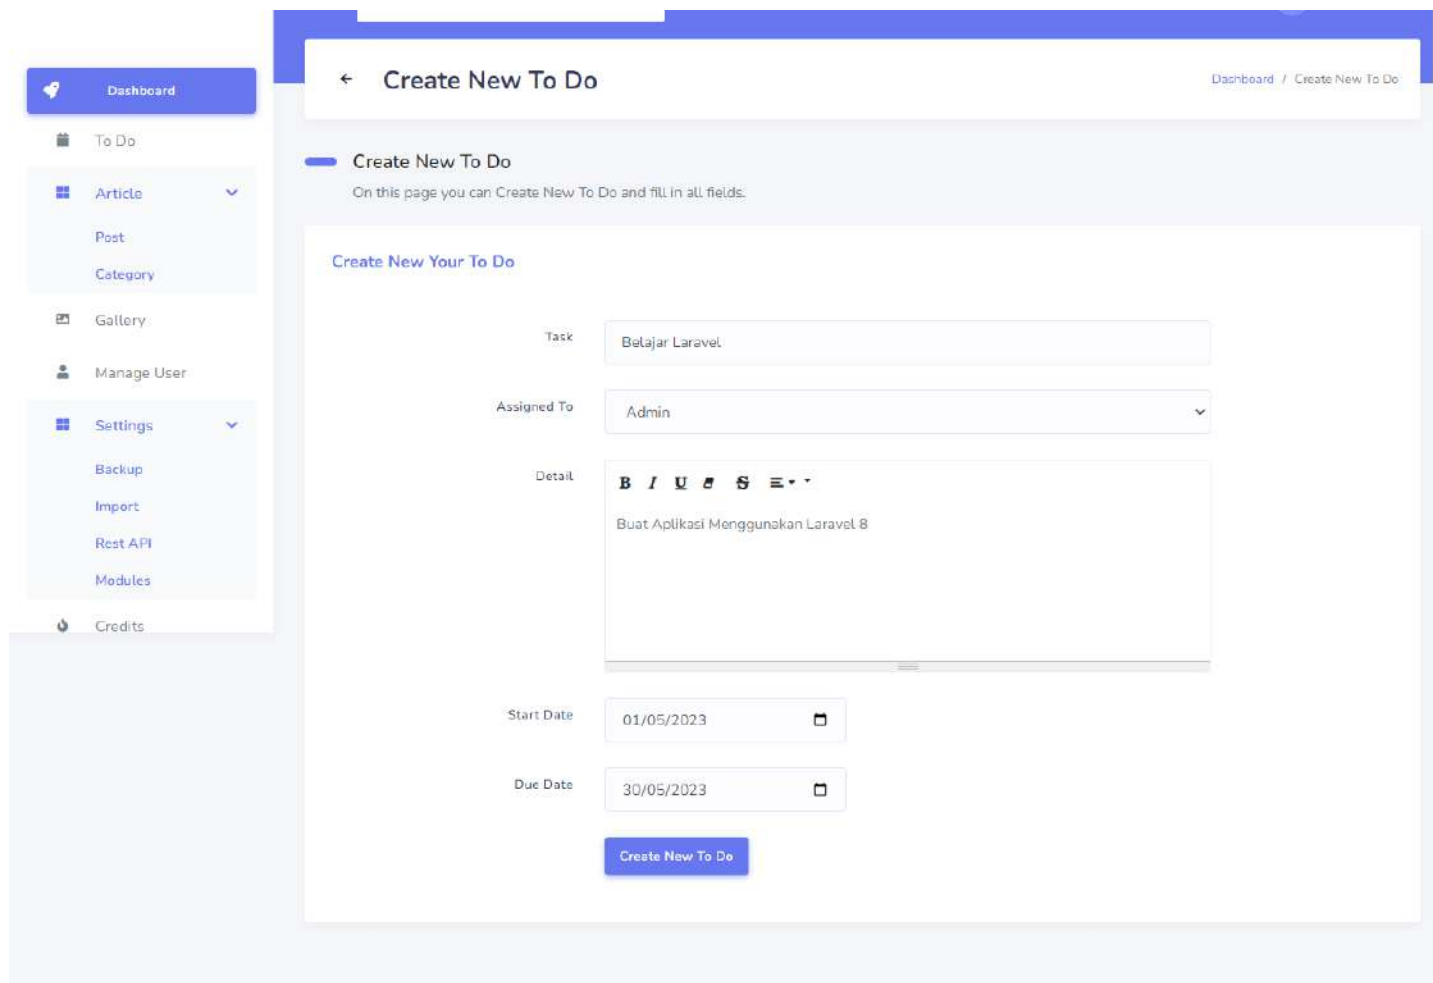 Dashboard
To Do
Article
Post
Category
Gallery
Manage User
Settings
Backup
Import
Rest API
Modules
Credits
Create New To Do
Dashboard / Create New To Do
Create New To Do
On this page you can Create New To Do and fill in all fields.
Create New Your To Do
Task
Belajar Laravel
Assigned To
Admin
Detail
B I U S
Buat Aplikasi Menggunakan Laravel 8
Start Date
01/05/2023
Due Date
30/05/2023
Create New To Do